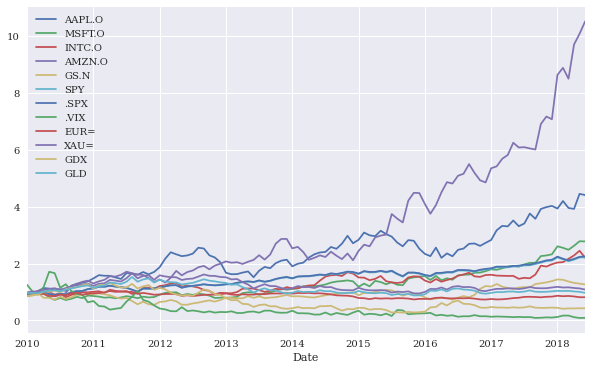 AAPL.O
MSFT.O
INTC.O
AMZN.O
GS.N
SPY
.SPX
.VIX
EUR=
XAU=
GDX
GLD
10
8
6
4
2
0
2010 2011 2012 2013 2014 2015 2016 2017 2018
Date